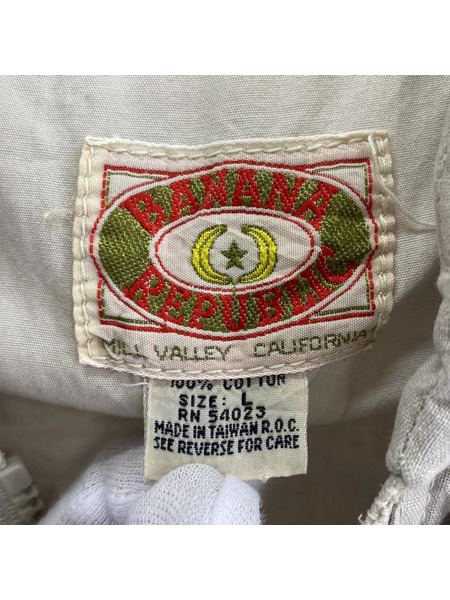 BANANA
REPUBLIC
MILL VALLEY CALIFORNIA
100% COTTON
SIZE: L
RN 54023
MADE IN TAIWAN R.O.C.
SEE REVERSE FOR CARE